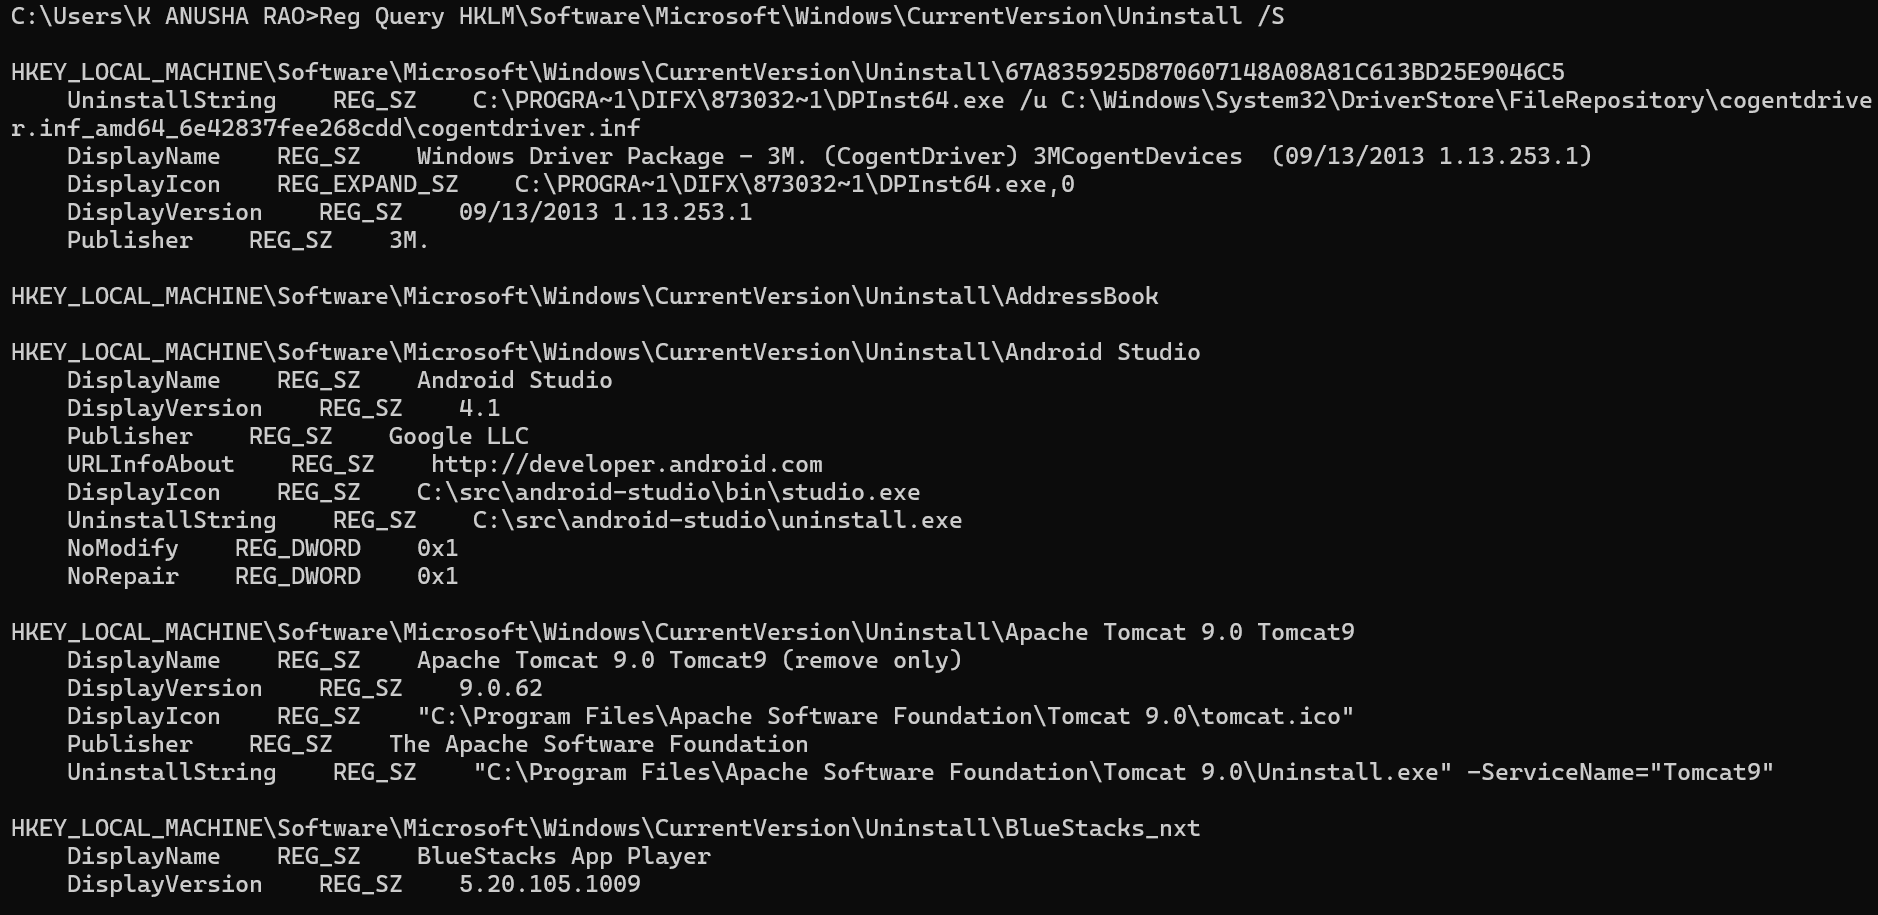 C:\Users\K ANUSHA RAO>Reg Query HKLM\Software\Microsoft\Windows\CurrentVersion\Uninstall /S
HKEY_LOCAL_MACHINE\Software\Microsoft\Windows\CurrentVersion\Uninstall\67A835925D870607148A08A81C613BD25E9046C5
UninstallString    REG_SZ    C:\PROGRA~1\DIFX\873032~1\DPInst64.exe /u C:\Windows\System32\DriverStore\FileRepository\cogentdrive
r.inf_amd64_6e42837fee268cdd\cogentdriver.inf
DisplayName    REG_SZ    Windows Driver Package - 3M. (CogentDriver) 3MCogentDevices  (09/13/2013 1.13.253.1)
DisplayIcon    REG_EXPAND_SZ    C:\PROGRA~1\DIFX\873032~1\DPInst64.exe,0
DisplayVersion    REG_SZ    09/13/2013 1.13.253.1
Publisher    REG_SZ    3M.
HKEY_LOCAL_MACHINE\Software\Microsoft\Windows\CurrentVersion\Uninstall\AddressBook
HKEY_LOCAL_MACHINE\Software\Microsoft\Windows\CurrentVersion\Uninstall\Android Studio
DisplayName    REG_SZ    Android Studio
DisplayVersion    REG_SZ    4.1
Publisher    REG_SZ    Google LLC
URLInfoAbout    REG_SZ    http://developer.android.com
DisplayIcon    REG_SZ    C:\src\android-studio\bin\studio.exe
UninstallString    REG_SZ    C:\src\android-studio\uninstall.exe
NoModify    REG_DWORD    0x1
NoRepair    REG_DWORD    0x1
HKEY_LOCAL_MACHINE\Software\Microsoft\Windows\CurrentVersion\Uninstall\Apache Tomcat 9.0 Tomcat9
DisplayName    REG_SZ    Apache Tomcat 9.0 Tomcat9 (remove only)
DisplayVersion    REG_SZ    9.0.62
DisplayIcon    REG_SZ    "C:\Program Files\Apache Software Foundation\Tomcat 9.0\tomcat.ico"
Publisher    REG_SZ    The Apache Software Foundation
UninstallString    REG_SZ    "C:\Program Files\Apache Software Foundation\Tomcat 9.0\Uninstall.exe" -ServiceName="Tomcat9"
HKEY_LOCAL_MACHINE\Software\Microsoft\Windows\CurrentVersion\Uninstall\BlueStacks_nxt
DisplayName    REG_SZ    BlueStacks App Player
DisplayVersion    REG_SZ    5.20.105.1009